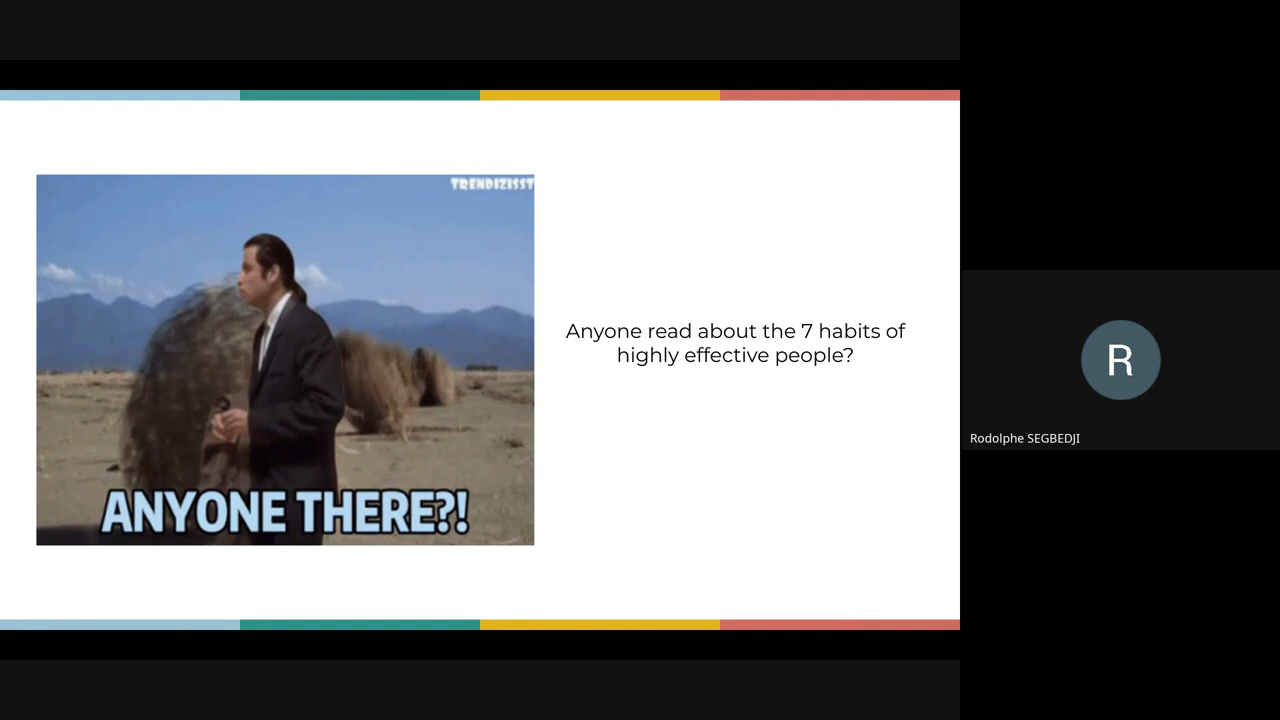 TRENDIZISST
Anyone read about the 7 habits of
highly effective people?
ANYONE THERE?!
R
Rodolphe SEGBEDJI